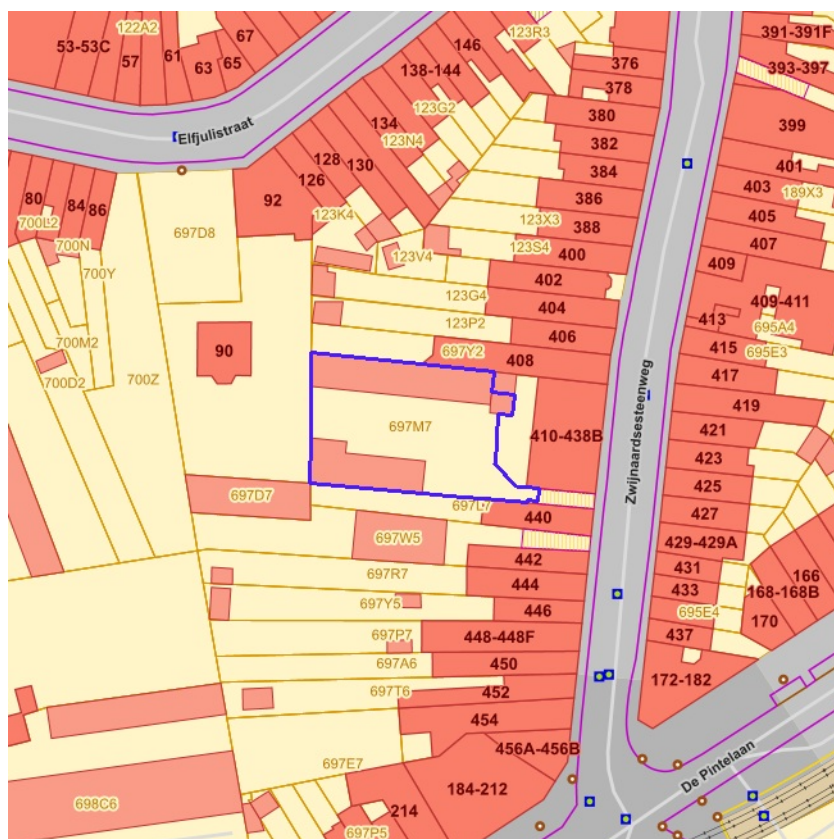 122A2
53-53C
57
61
63
65
67
146
123R3
376
378
391-391F
393-397
138-144
123G2
134
123N4
380
382
384
399
401
403
189X3
405
407
Elfjulistraat
128
130
126
92
123K4
386
388
123X3
123S4
400
80
84
86
700L2
700N
700Y
697D8
123V4
402
123G4
404
123P2
406
409
409-411
413
695A4
415
695E3
417
90
697Y2
408
700M2
700D2
700Z
697M7
410-438B
Zwijnaardsesteenweg
419
421
423
425
427
429-429A
431
433
695E4
437
697D7
697L7
440
697W5
442
697R7
444
697Y5
446
697P7
448-448F
697A6
450
697T6
452
454
456A-456B
166
168-168B
170
172-182
De Pintelaan
697E7
698C6
184-212
214
697P5